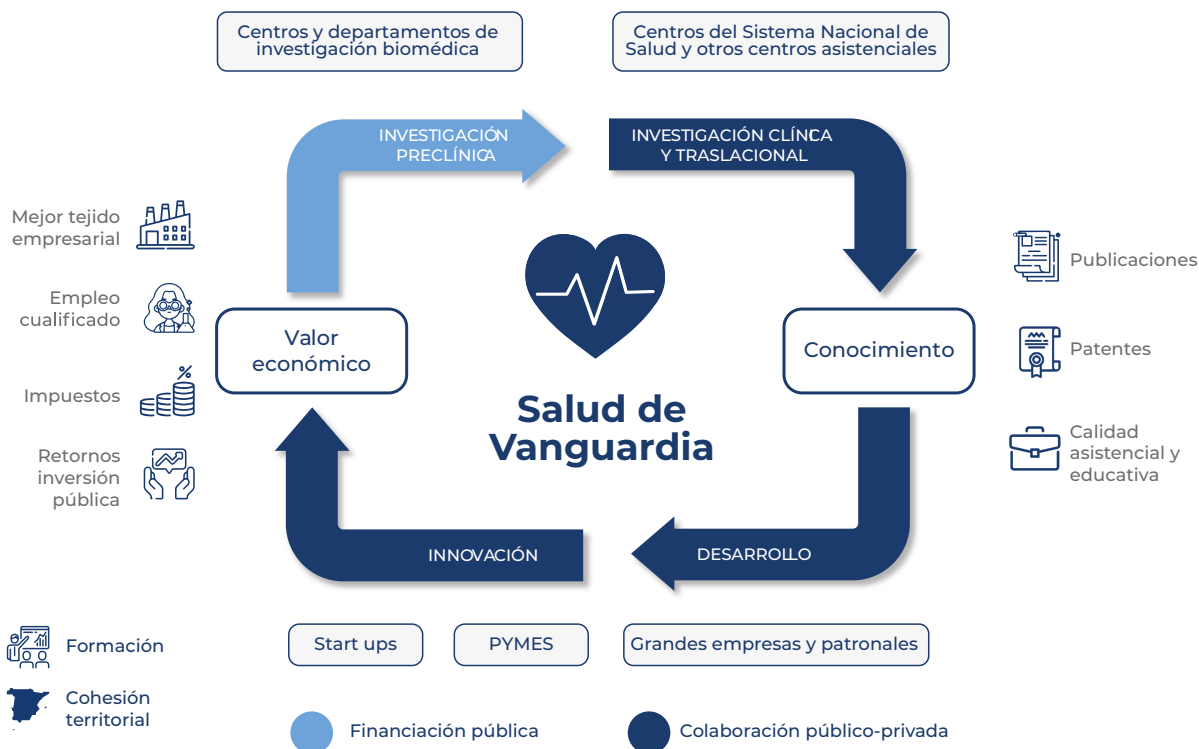 Centros y departamentos de
investigación biomédica
Centros del Sistema Nacional de
Salud y otros centros asistenciales
INVESTIGACIÓN
PRECLÍNICA
INVESTIGACIÓN CLÍNICA
Y TRASLACIONAL
Mejor tejido
empresarial
Empleo
cualificado
Impuestos
%
Retornos
inversión
pública
Valor
económico
Salud de
Vanguardia
Conocimiento
Publicaciones
Patentes
Calidad
asistencial y
educativa
INNOVACIÓN
DESARROLLO
Formación
Cohesión
territorial
Start ups
PYMES
Grandes empresas y patronales
Financiación pública
Colaboración público-privada